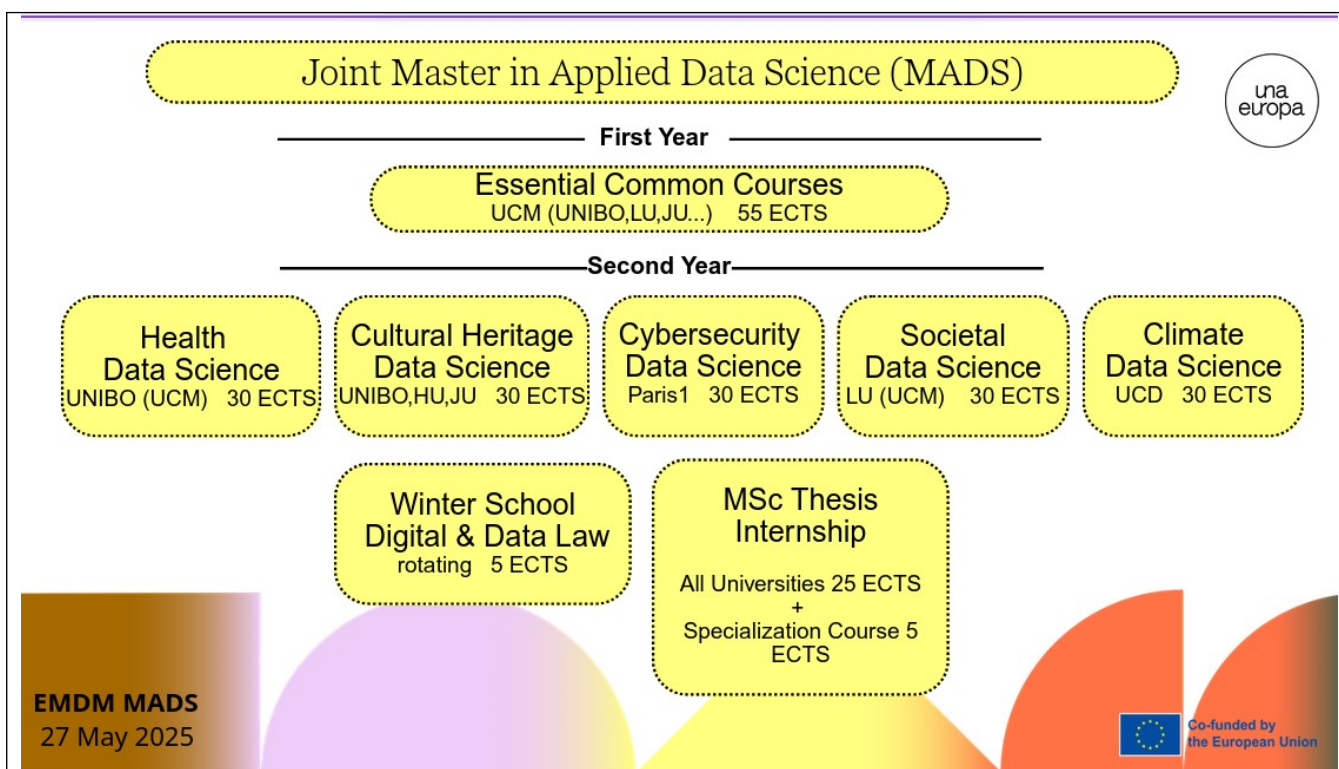 Joint Master in Applied Data Science (MADS)
una
europa
First Year
Essential Common Courses
UCM (UNIBO,LU,JU...) 55 ECTS
Second Year
Health
Data Science
UNIBO (UCM) 30 ECTS
Cultural Heritage
Data Science
UNIBO,HU,JU 30 ECTS
Cybersecurity
Data Science
Paris1 30 ECTS
Societal
Data Science
LU (UCM) 30 ECTS
Climate
Data Science
UCD 30 ECTS
Winter School
Digital & Data Law
rotating 5 ECTS
MSc Thesis
Internship
All Universities 25 ECTS
+
Specialization Course 5
ECTS
EMDM MADS
27 May 2025
Co-funded by
the European Union